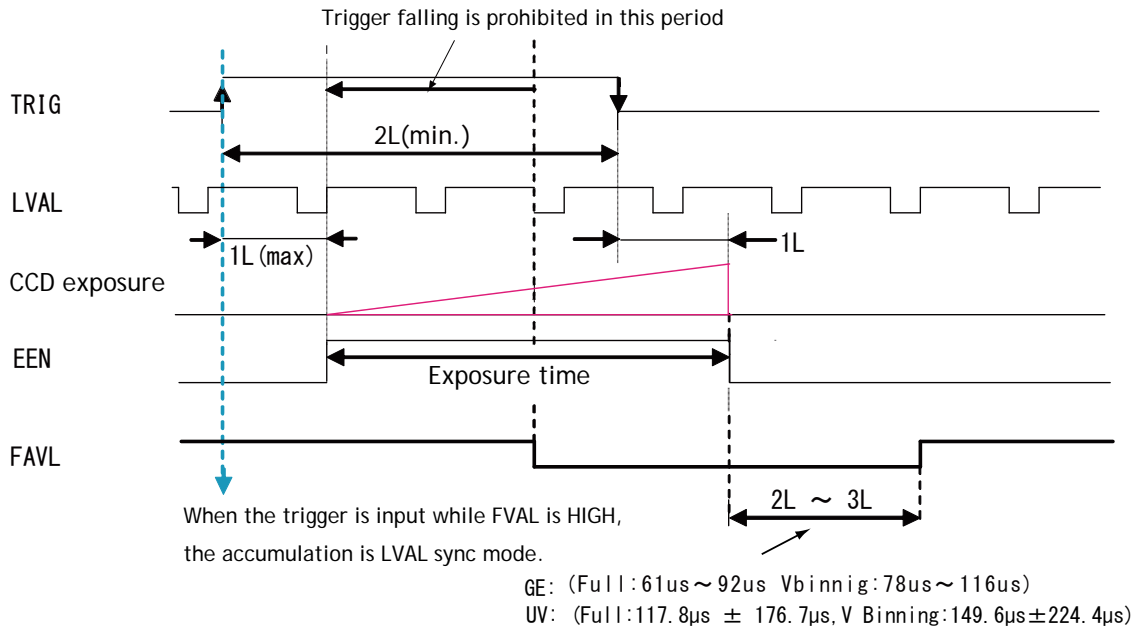 Trigger falling is prohibited in this period
TRIG
2L(min.)
LVAL
1L(max)
1L
CCD exposure
EEN
Exposure time
FAVL
2L ～ 3L
When the trigger is input while FVAL is HIGH,
the accumulation is LVAL sync mode.
GE: (Full:61us～92us Vbinnig:78us～116us)
UV: (Full:117.8µs ± 176.7µs,V Binning:149.6µs±224.4µs)